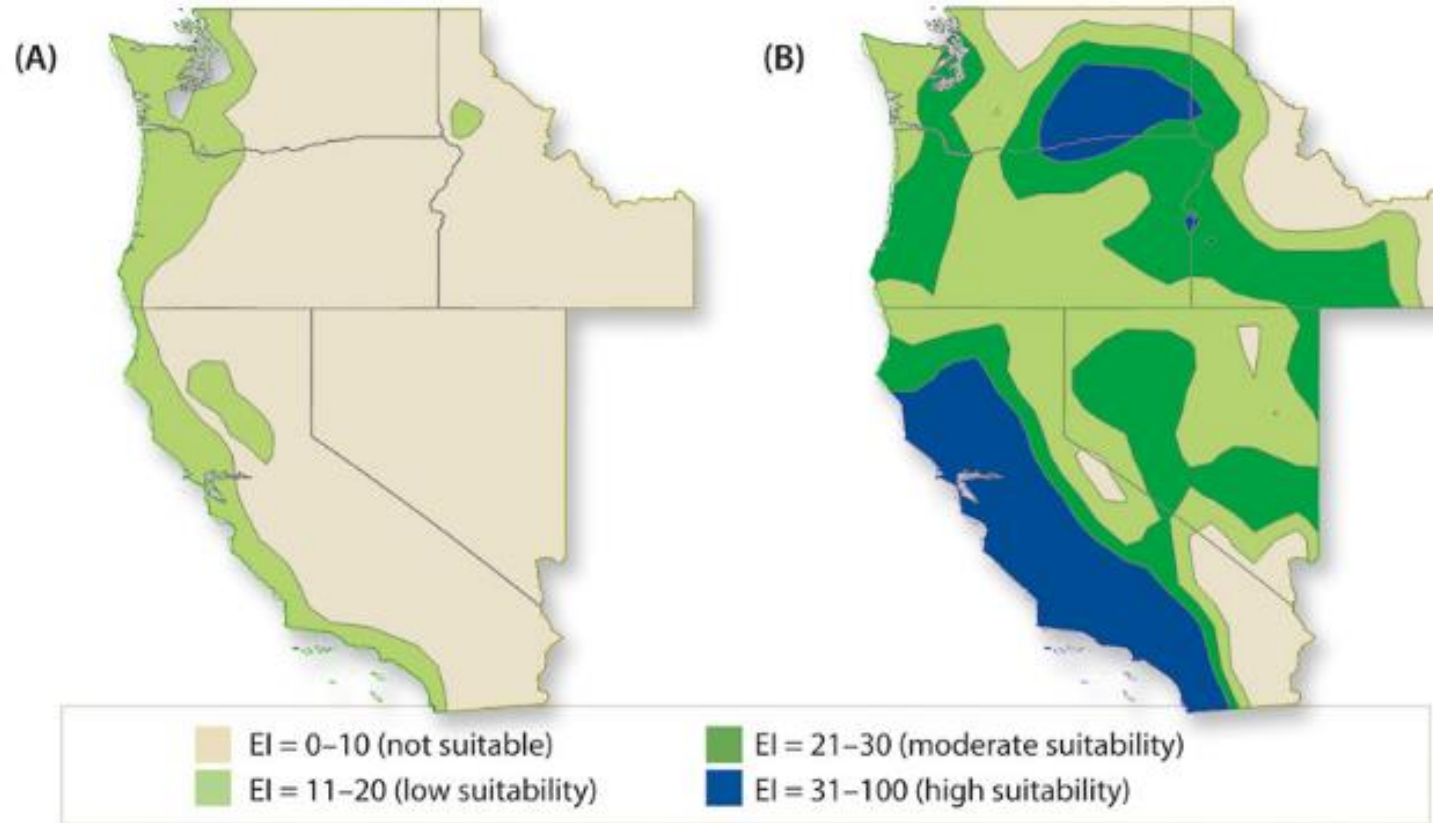 (A)
(B)
EI = 0–10 (not suitable)
EI = 21–30 (moderate suitability)
EI = 11–20 (low suitability)
EI = 31–100 (high suitability)